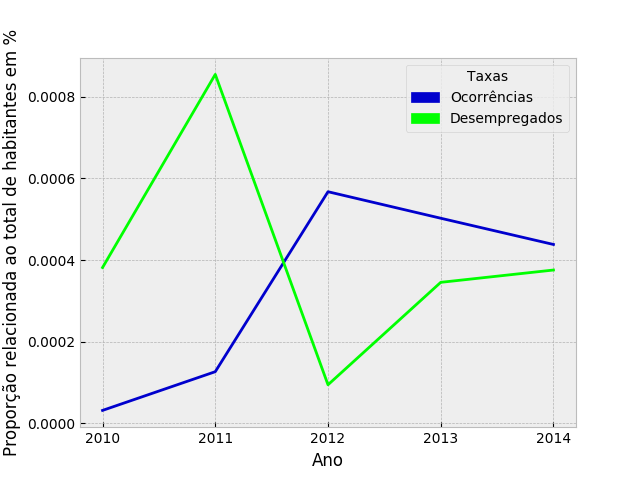 Proporção relacionada ao total de habitantes em %
0.0008
0.0006
0.0004
0.0002
0.0000
Taxas
Ocorrências
Desempregados
2010 2011 2012 2013 2014
Ano